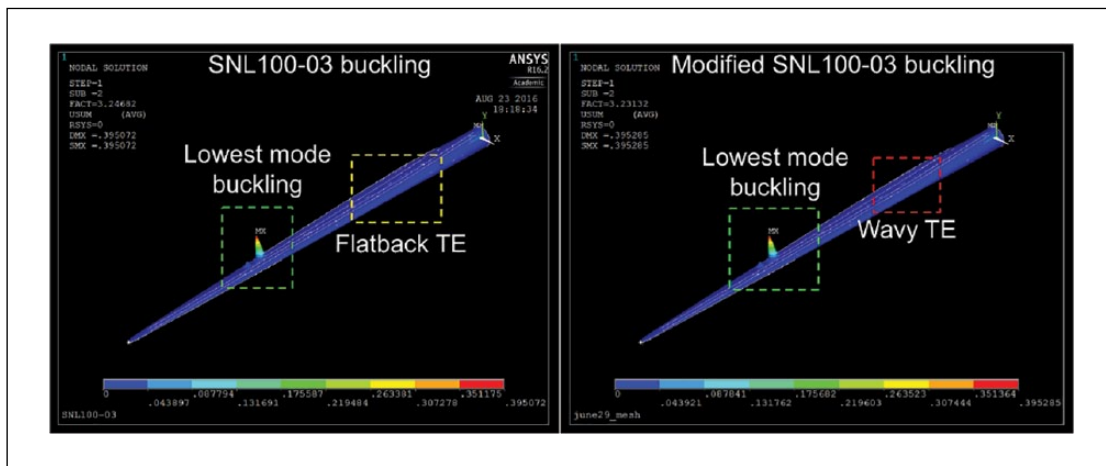 1
NODAL SOLUTION
STEP=1
SUB =2
FACT=3.24682
USUM (AVG)
RSYS=0
DMX =.395072
SMX =.395072
SNL100-03 buckling
ANSYS
R16.2
Academic
AUG 23 2016
18:18:34
MN
Y
X
Lowest mode
buckling
MX
Flatback TE
0
.043897
.087794
.131691
.175587
.219484
.263381
.307278
.351175
.395072
SNL100-03
1
NODAL SOLUTION
STEP=1
SUB =2
FACT=3.23132
USUM (AVG)
RSYS=0
DMX =.395285
SMX =.395285
Modified SNL100-03 buckling
MN
Y
X
Lowest mode
buckling
MX
Wavy TE
0
.043921
.087841
.131762
.175682
.219603
.263523
.307444
.351364
.395285
june29_mesh